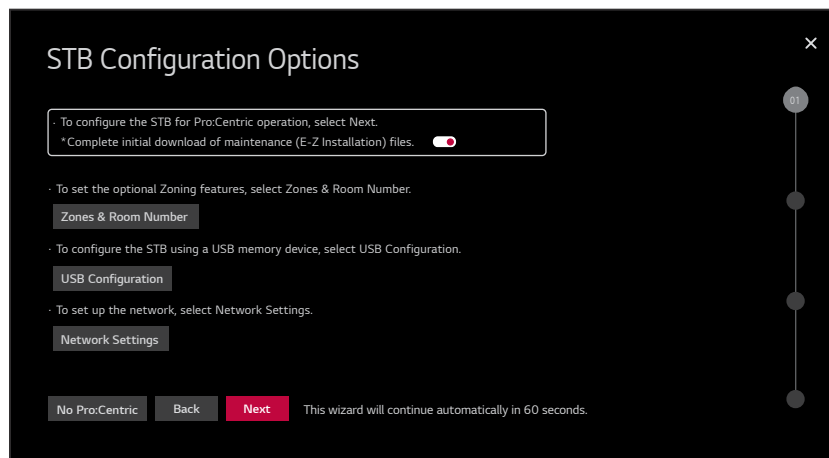 STB Configuration Options
01
· To configure the STB for Pro:Centric operation, select Next.
*Complete initial download of maintenance (E-Z Installation) files.
· To set the optional Zoning features, select Zones & Room Number.
Zones & Room Number
· To configure the STB using a USB memory device, select USB Configuration.
USB Configuration
· To set up the network, select Network Settings.
Network Settings
No Pro:Centric Back Next This wizard will continue automatically in 60 seconds.